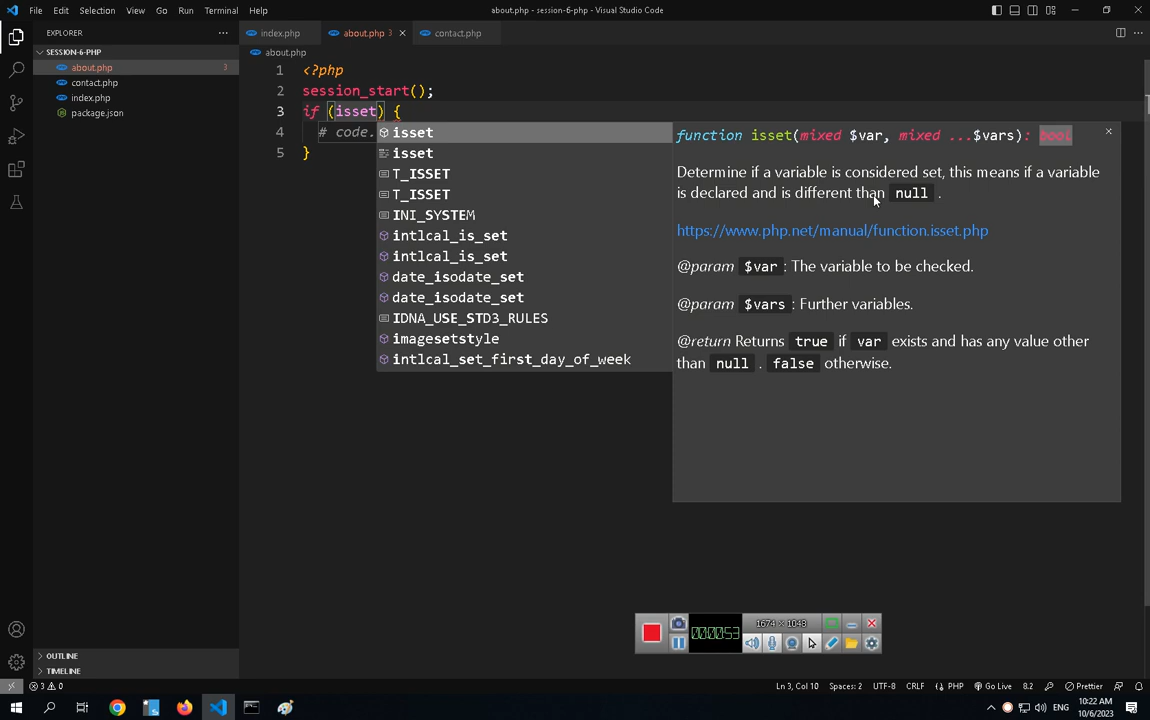 File Edit Selection View Go Run Terminal Help
about.php - session-6-php - Visual Studio Code
EXPLORER
SESSION-6-PHP
about.php 3
contact.php
index.php
package.json
index.php
about.php 3
contact.php
about.php
1 <?php
2 session_start();
3 if (isset) {
4 # code.
5 }
isset
isset
T_ISSET
T_ISSET
INI_SYSTEM
intlcal_is_set
intlcal_is_set
date_isodate_set
date_isodate_set
IDNA_USE_STD3_RULES
imagesetstyle
intlcal_set_first_day_of_week
function isset(mixed $var, mixed ...$vars): bool
Determine if a variable is considered set, this means if a variable
is declared and is different than null .
https://www.php.net/manual/function.isset.php
@param $var : The variable to be checked.
@param $vars : Further variables.
@return Returns true if var exists and has any value other
than null . false otherwise.
000053
1674 × 1048
OUTLINE
TIMELINE
3 0
Ln 3, Col 10 Spaces: 2 UTF-8 CRLF PHP Go Live 8.2 Prettier
ENG
10:22 AM
10/6/2023